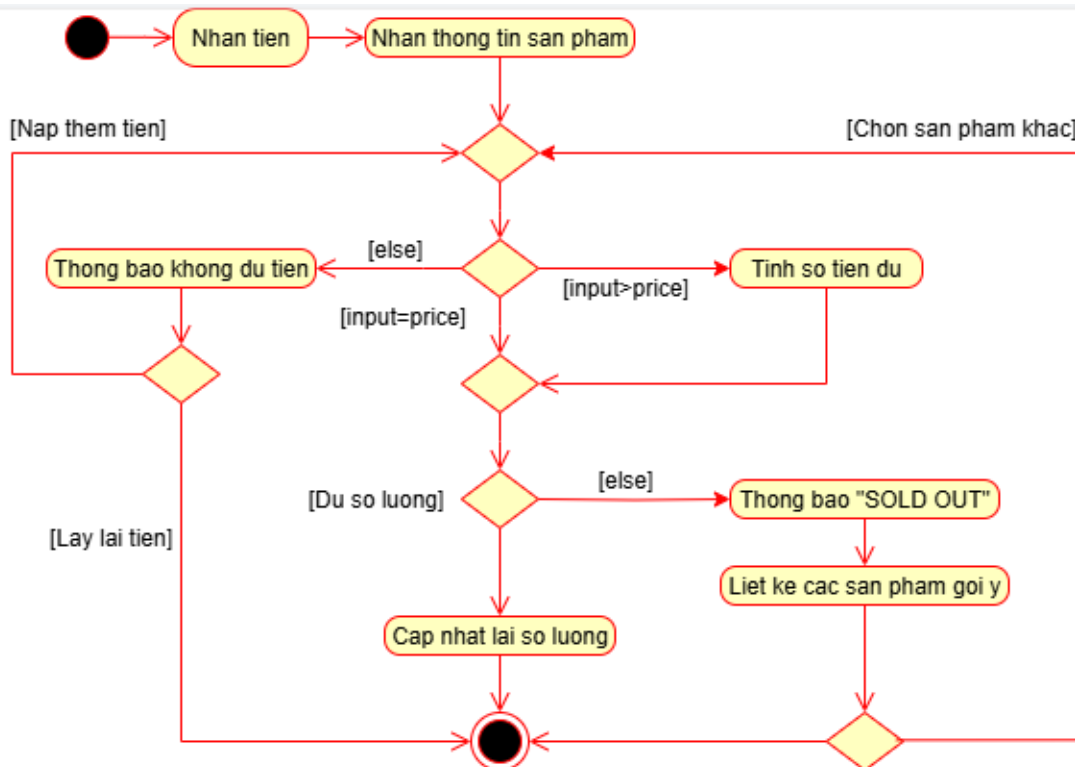 Nhan tien
Nhan thong tin san pham
[Nap them tien]
[Chon san pham khac]
[else]
Thong bao khong du tien
[input>price]
Tinh so tien du
[input=price]
[else]
[Du so luong]
Thong bao "SOLD OUT"
[Lay lai tien]
Liet ke cac san pham goi y
Cap nhat lai so luong